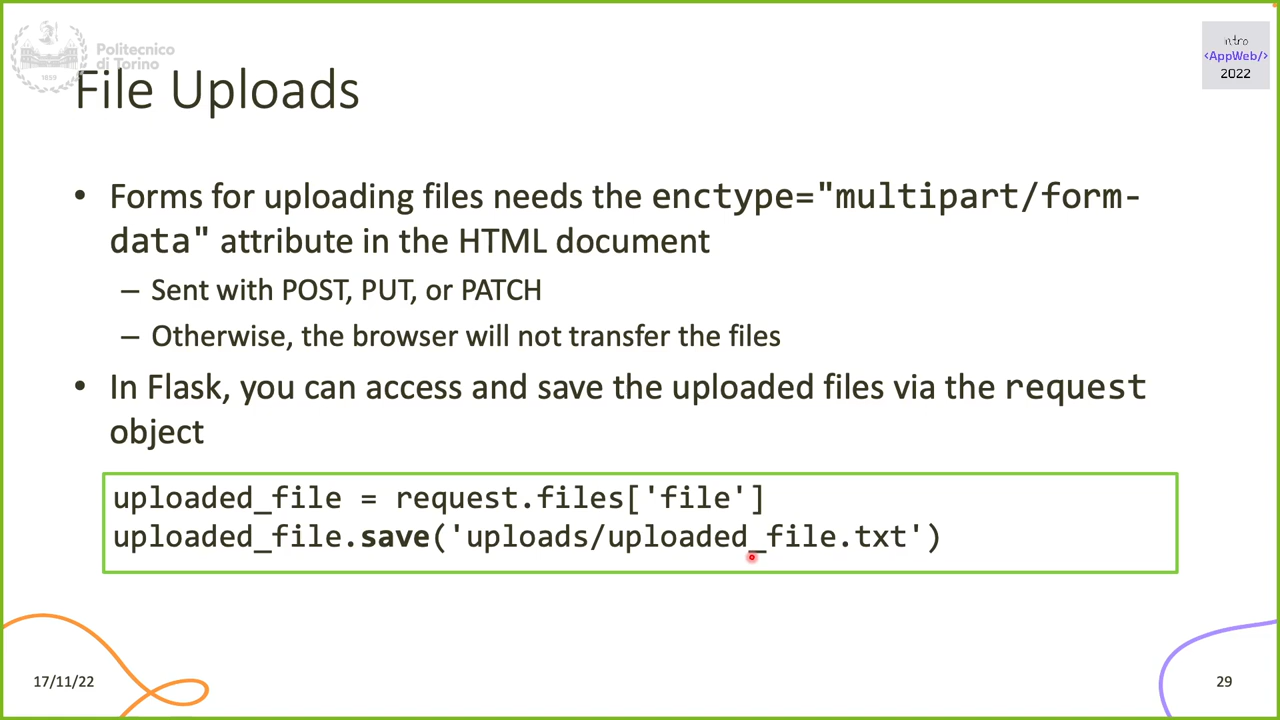 Politecnico
di Torino
1859
intro
<AppWeb/>
2022
File Uploads
• Forms for uploading files needs the enctype="multipart/form-
data" attribute in the HTML document
– Sent with POST, PUT, or PATCH
– Otherwise, the browser will not transfer the files
• In Flask, you can access and save the uploaded files via the request
object
uploaded_file = request.files['file']
uploaded_file.save('uploads/uploaded_file.txt')
17/11/22
29